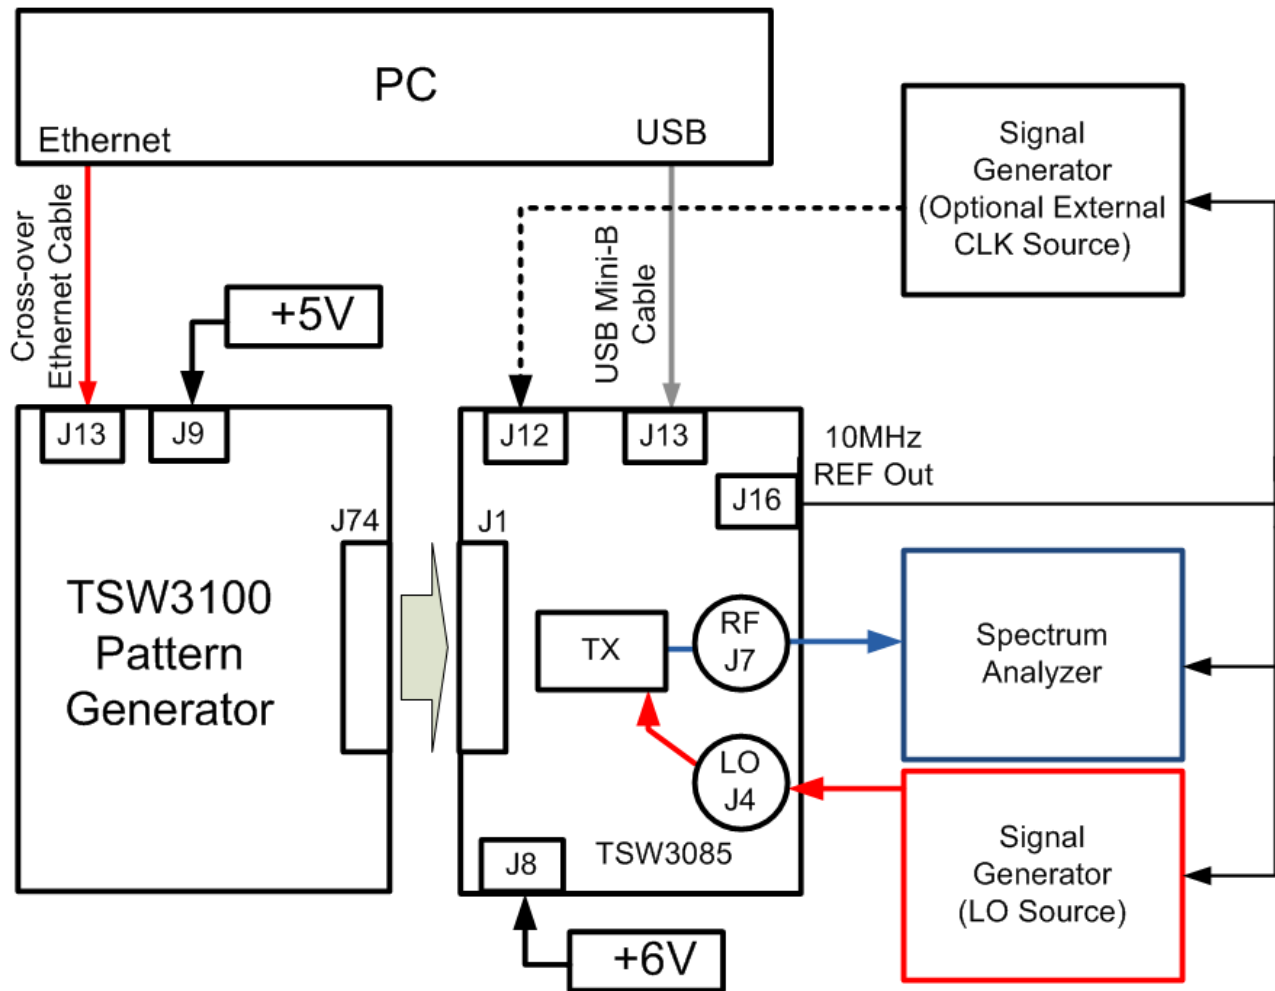 PC
Ethernet
USB
Signal
Generator
(Optional External
CLK Source)
Cross-over
Ethernet Cable
USB Mini-B
Cable
+5V
J13
J9
J12
J13
10MHz
REF Out
J16
J74
J1
TSW3100
Pattern
Generator
TX
RF
J7
Spectrum
Analyzer
LO
J4
Signal
Generator
(LO Source)
J8
TSW3085
+6V